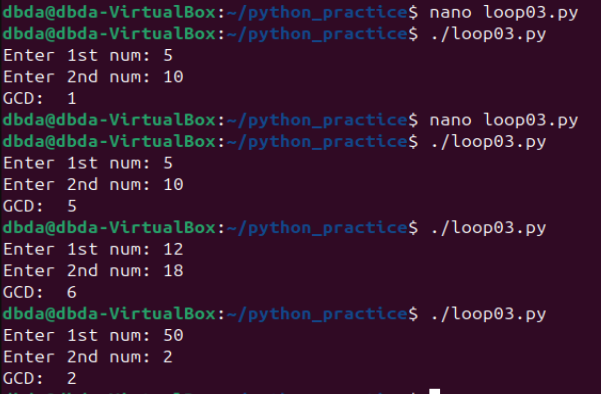 dbda@dbda-VirtualBox:~/python_practice$ nano loop03.py
dbda@dbda-VirtualBox:~/python_practice$ ./loop03.py
Enter 1st num: 5
Enter 2nd num: 10
GCD:  1
dbda@dbda-VirtualBox:~/python_practice$ nano loop03.py
dbda@dbda-VirtualBox:~/python_practice$ ./loop03.py
Enter 1st num: 5
Enter 2nd num: 10
GCD:  5
dbda@dbda-VirtualBox:~/python_practice$ ./loop03.py
Enter 1st num: 12
Enter 2nd num: 18
GCD:  6
dbda@dbda-VirtualBox:~/python_practice$ ./loop03.py
Enter 1st num: 50
Enter 2nd num: 2
GCD:  2